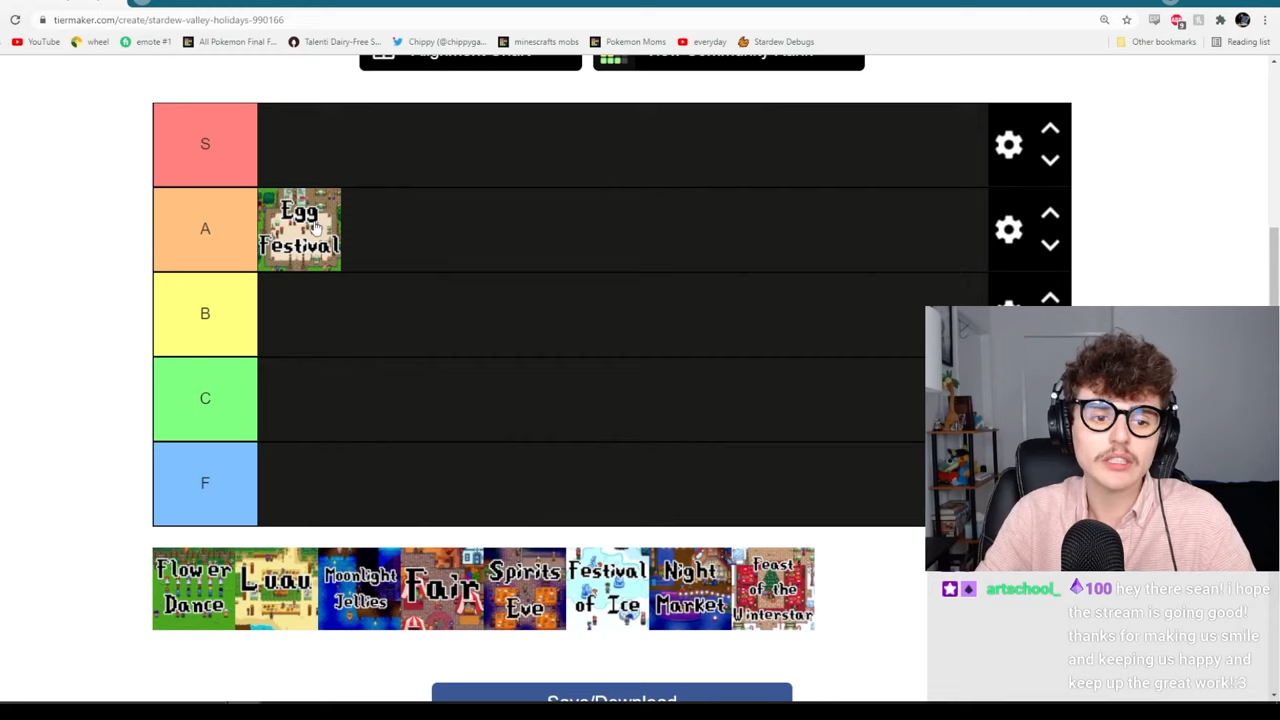 tiermaker.com/create/stardew-valley-holidays-990166
YouTube wheel emote #1 All Pokemon Final F... Talenti Dairy-Free S... Chippy (@chippyga... minescrafts mobs Pokemon Moms everyday Stardew Debugs Other bookmarks Reading list
S
A
Egg
Festival
B
C
F
Flower
Dance
Luau
Moonlight
Jellies
Fair
Spirits
Eve
Festival
of Ice
Night
Market
Feast
of the
Winterstar
Save/Download
artschool_ 100 hey there sean! i hope
the stream is going good!
thanks for making us smile
and keeping us happy and
keep up the great work!:3